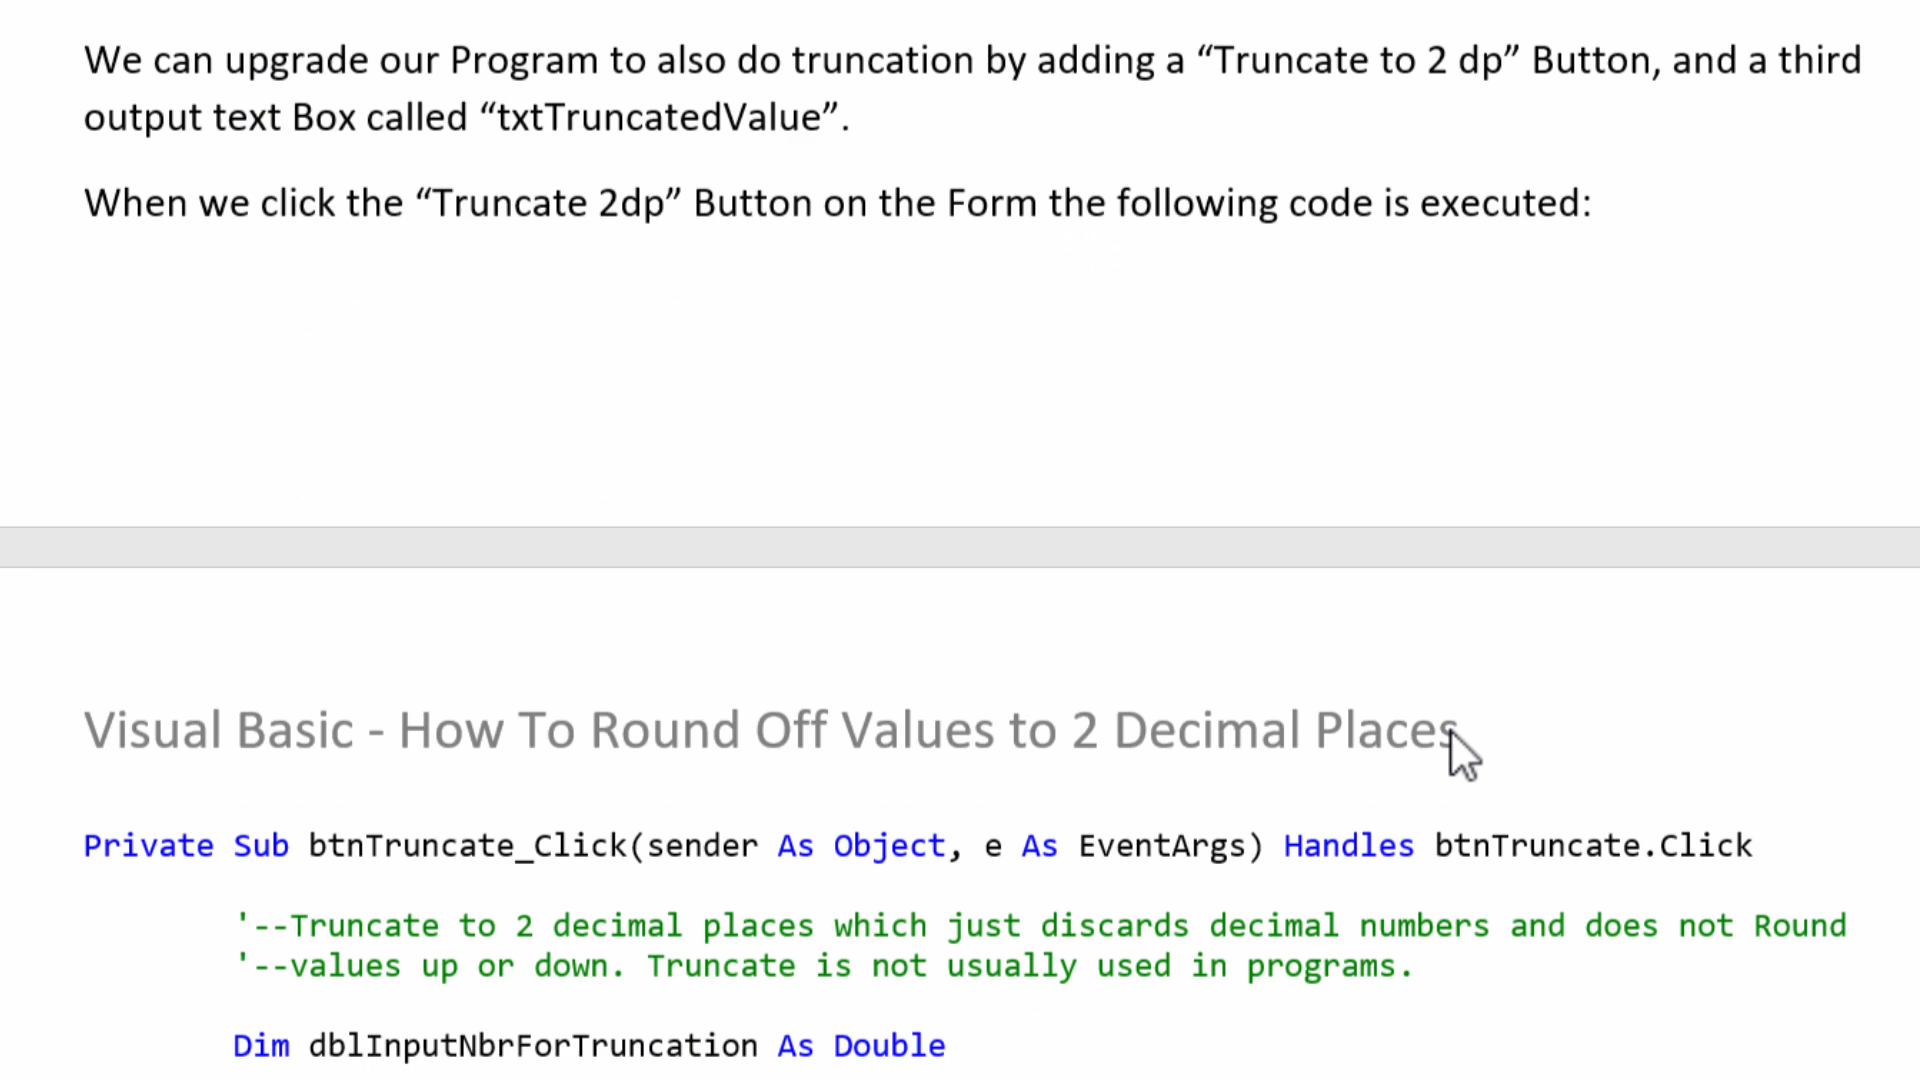 We can upgrade our Program to also do truncation by adding a “Truncate to 2 dp” Button, and a third
output text Box called “txtTruncatedValue”.
When we click the “Truncate 2dp” Button on the Form the following code is executed:
Visual Basic - How To Round Off Values to 2 Decimal Places
Private Sub btnTruncate_Click(sender As Object, e As EventArgs) Handles btnTruncate.Click
'--Truncate to 2 decimal places which just discards decimal numbers and does not Round
'--values up or down. Truncate is not usually used in programs.
Dim dblInputNbrForTruncation As Double